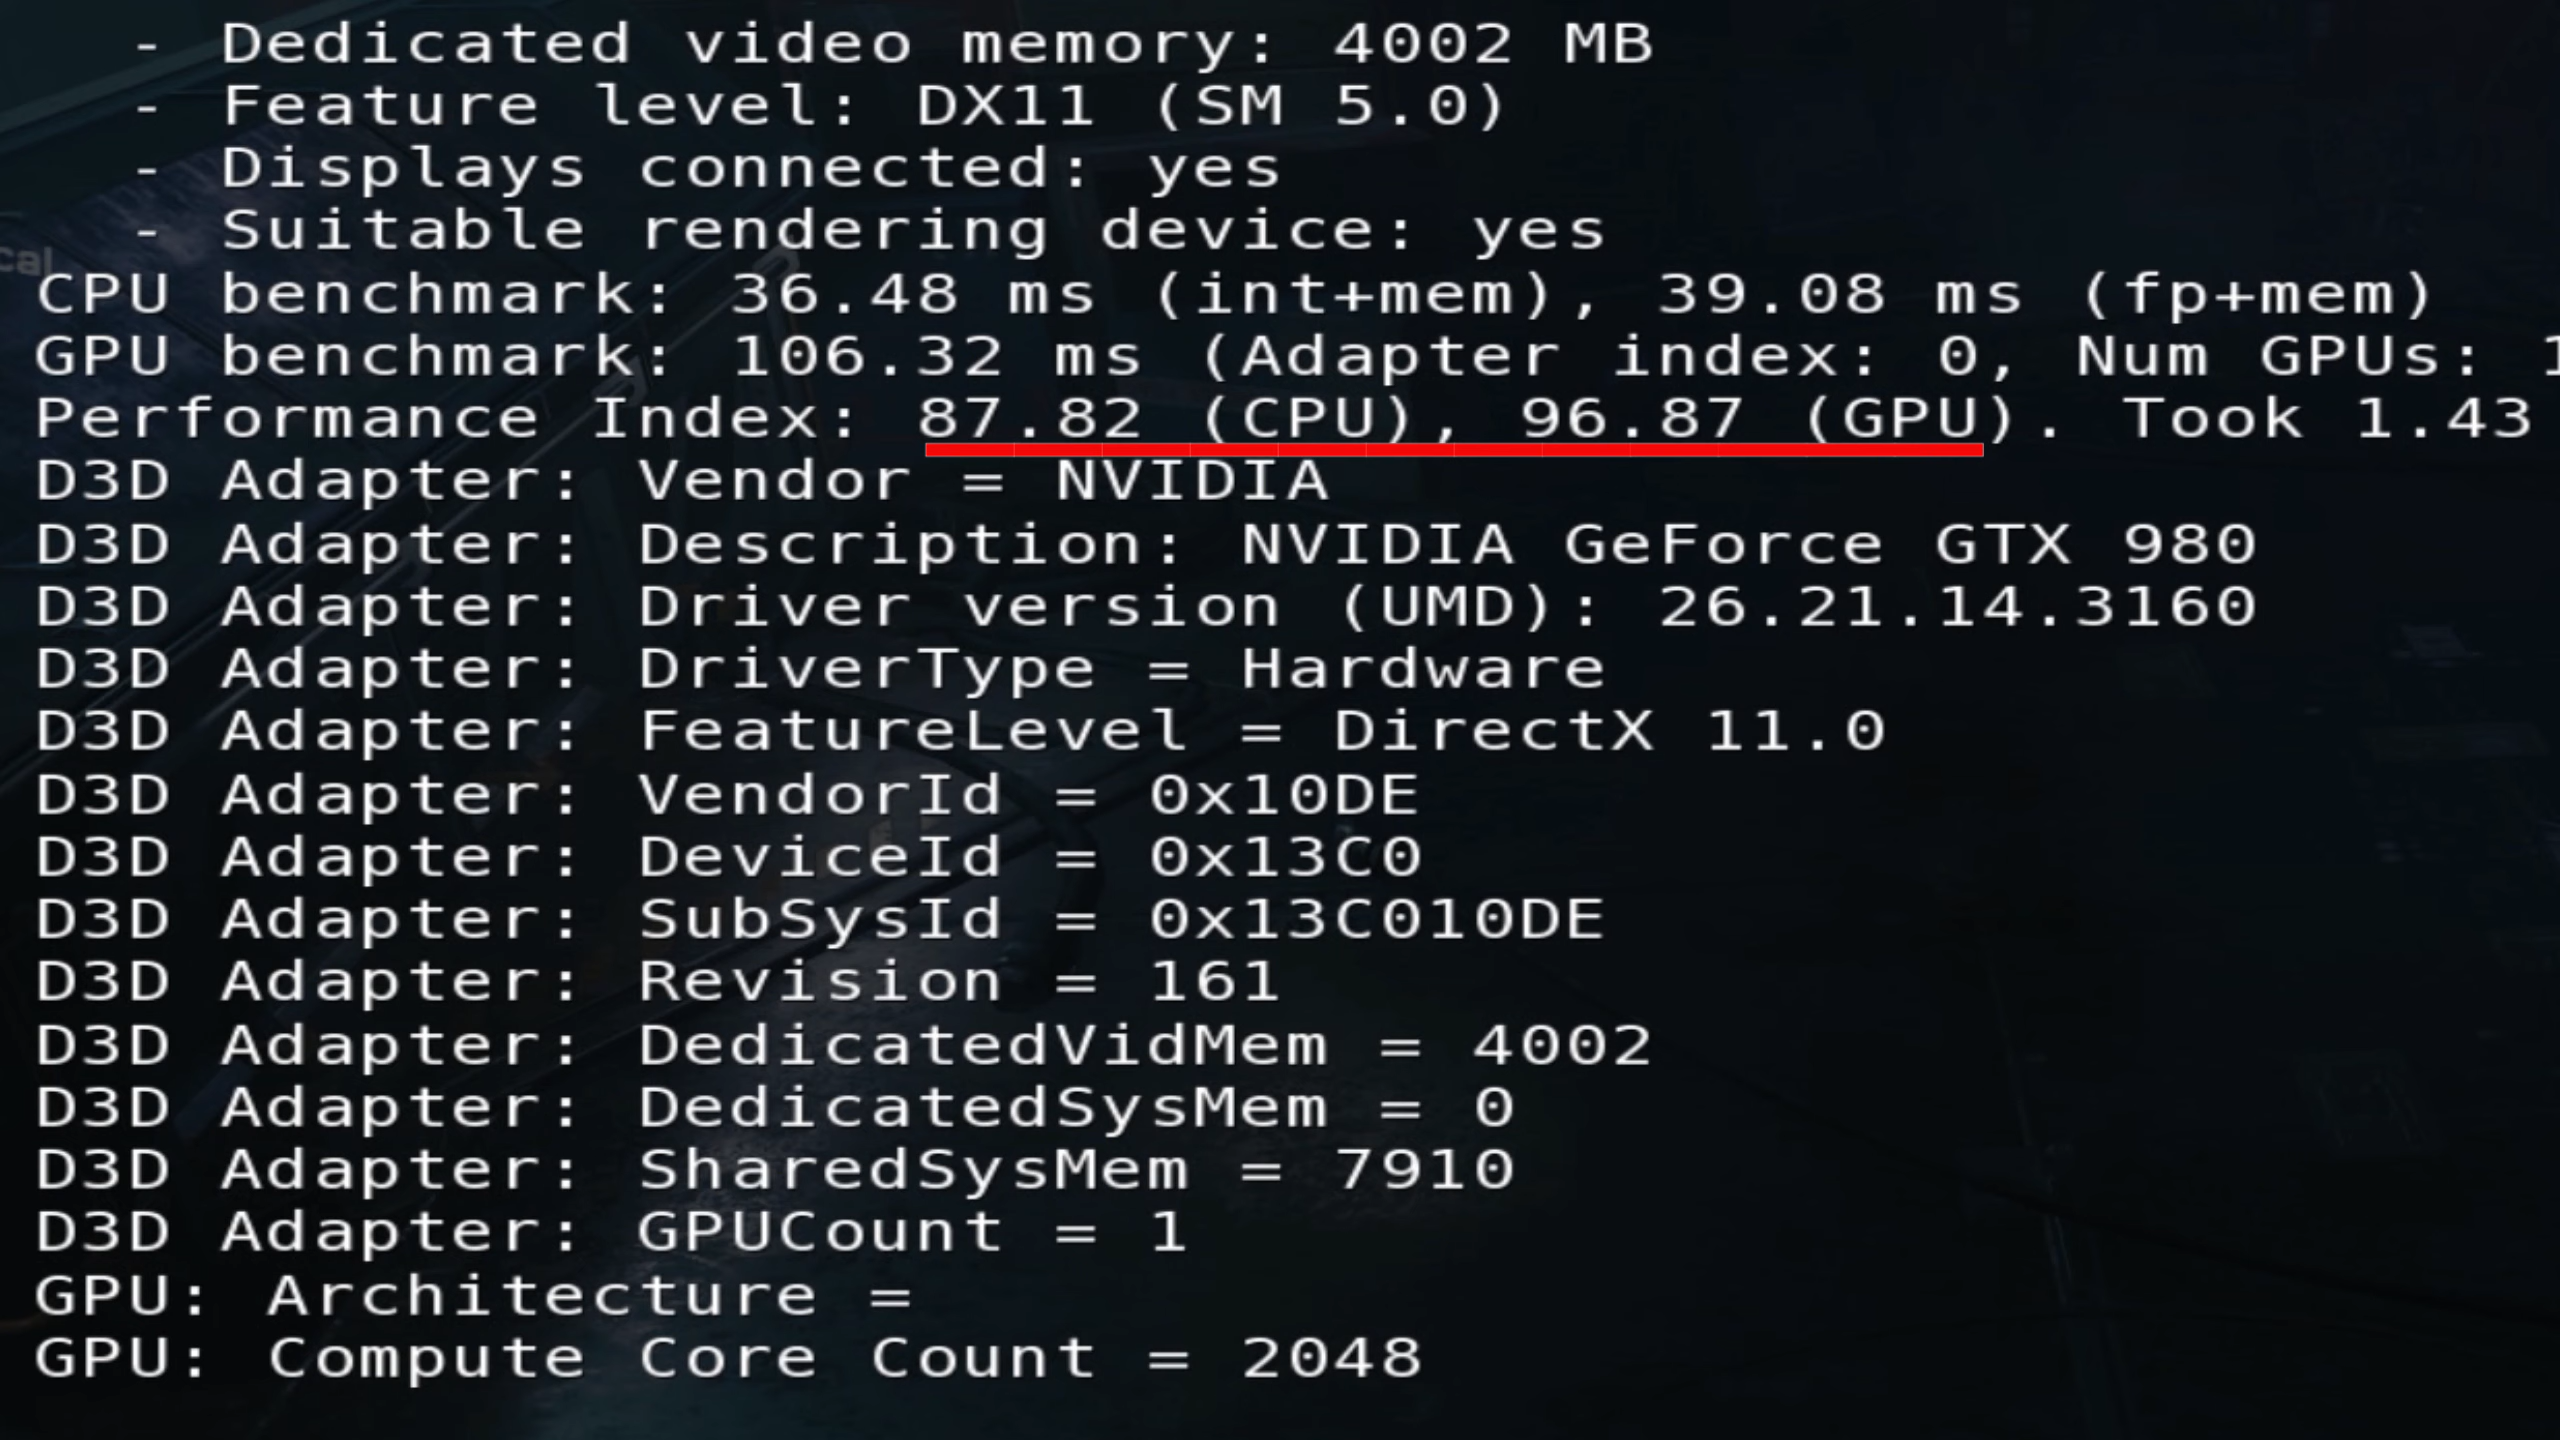 - Dedicated video memory: 4002 MB
- Feature level: DX11 (SM 5.0)
- Displays connected: yes
- Suitable rendering device: yes
cal
CPU benchmark: 36.48 ms (int+mem), 39.08 ms (fp+mem)
GPU benchmark: 106.32 ms (Adapter index: 0, Num GPUs: 1
Performance Index: 87.82 (CPU), 96.87 (GPU). Took 1.43
D3D Adapter: Vendor = NVIDIA
D3D Adapter: Description: NVIDIA GeForce GTX 980
D3D Adapter: Driver version (UMD): 26.21.14.3160
D3D Adapter: DriverType = Hardware
D3D Adapter: FeatureLevel = DirectX 11.0
D3D Adapter: VendorId = 0x10DE
D3D Adapter: DeviceId = 0x13C0
D3D Adapter: SubSysId = 0x13C010DE
D3D Adapter: Revision = 161
D3D Adapter: DedicatedVidMem = 4002
D3D Adapter: DedicatedSysMem = 0
D3D Adapter: SharedSysMem = 7910
D3D Adapter: GPUCount = 1
GPU: Architecture =
GPU: Compute Core Count = 2048